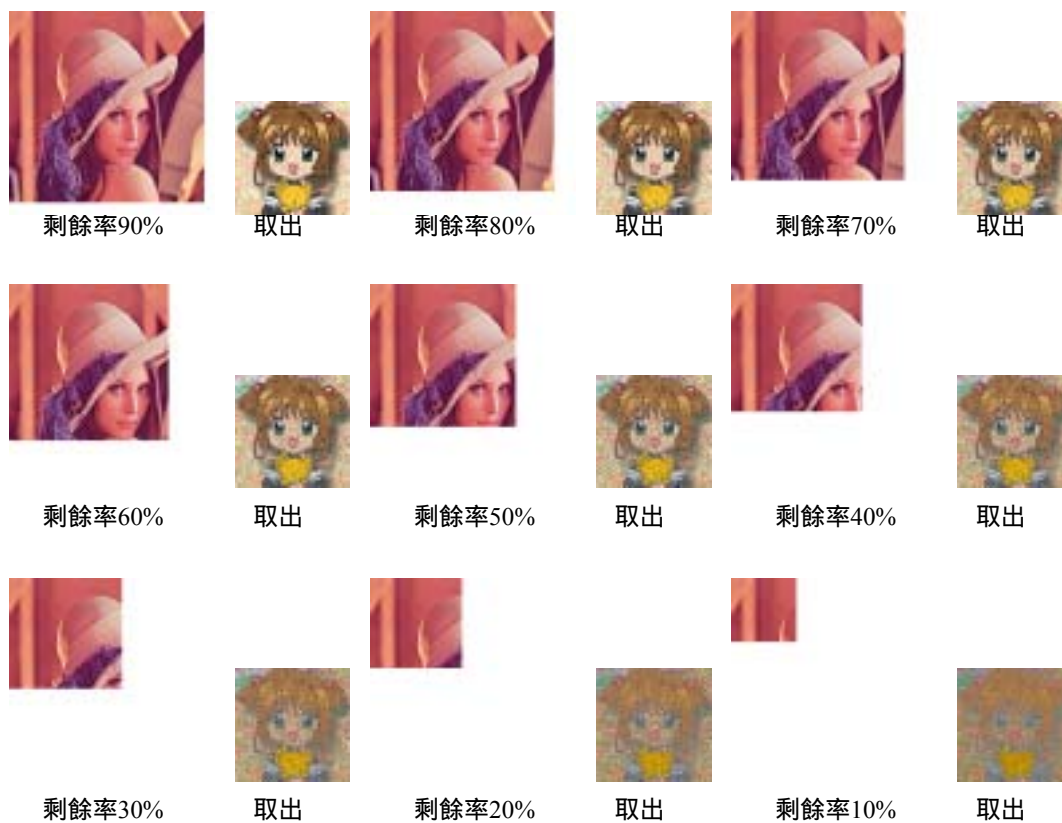 剩餘率90% 取出 剩餘率80% 取出 剩餘率70% 取出
剩餘率60% 取出 剩餘率50% 取出 剩餘率40% 取出
剩餘率30% 取出 剩餘率20% 取出 剩餘率10% 取出